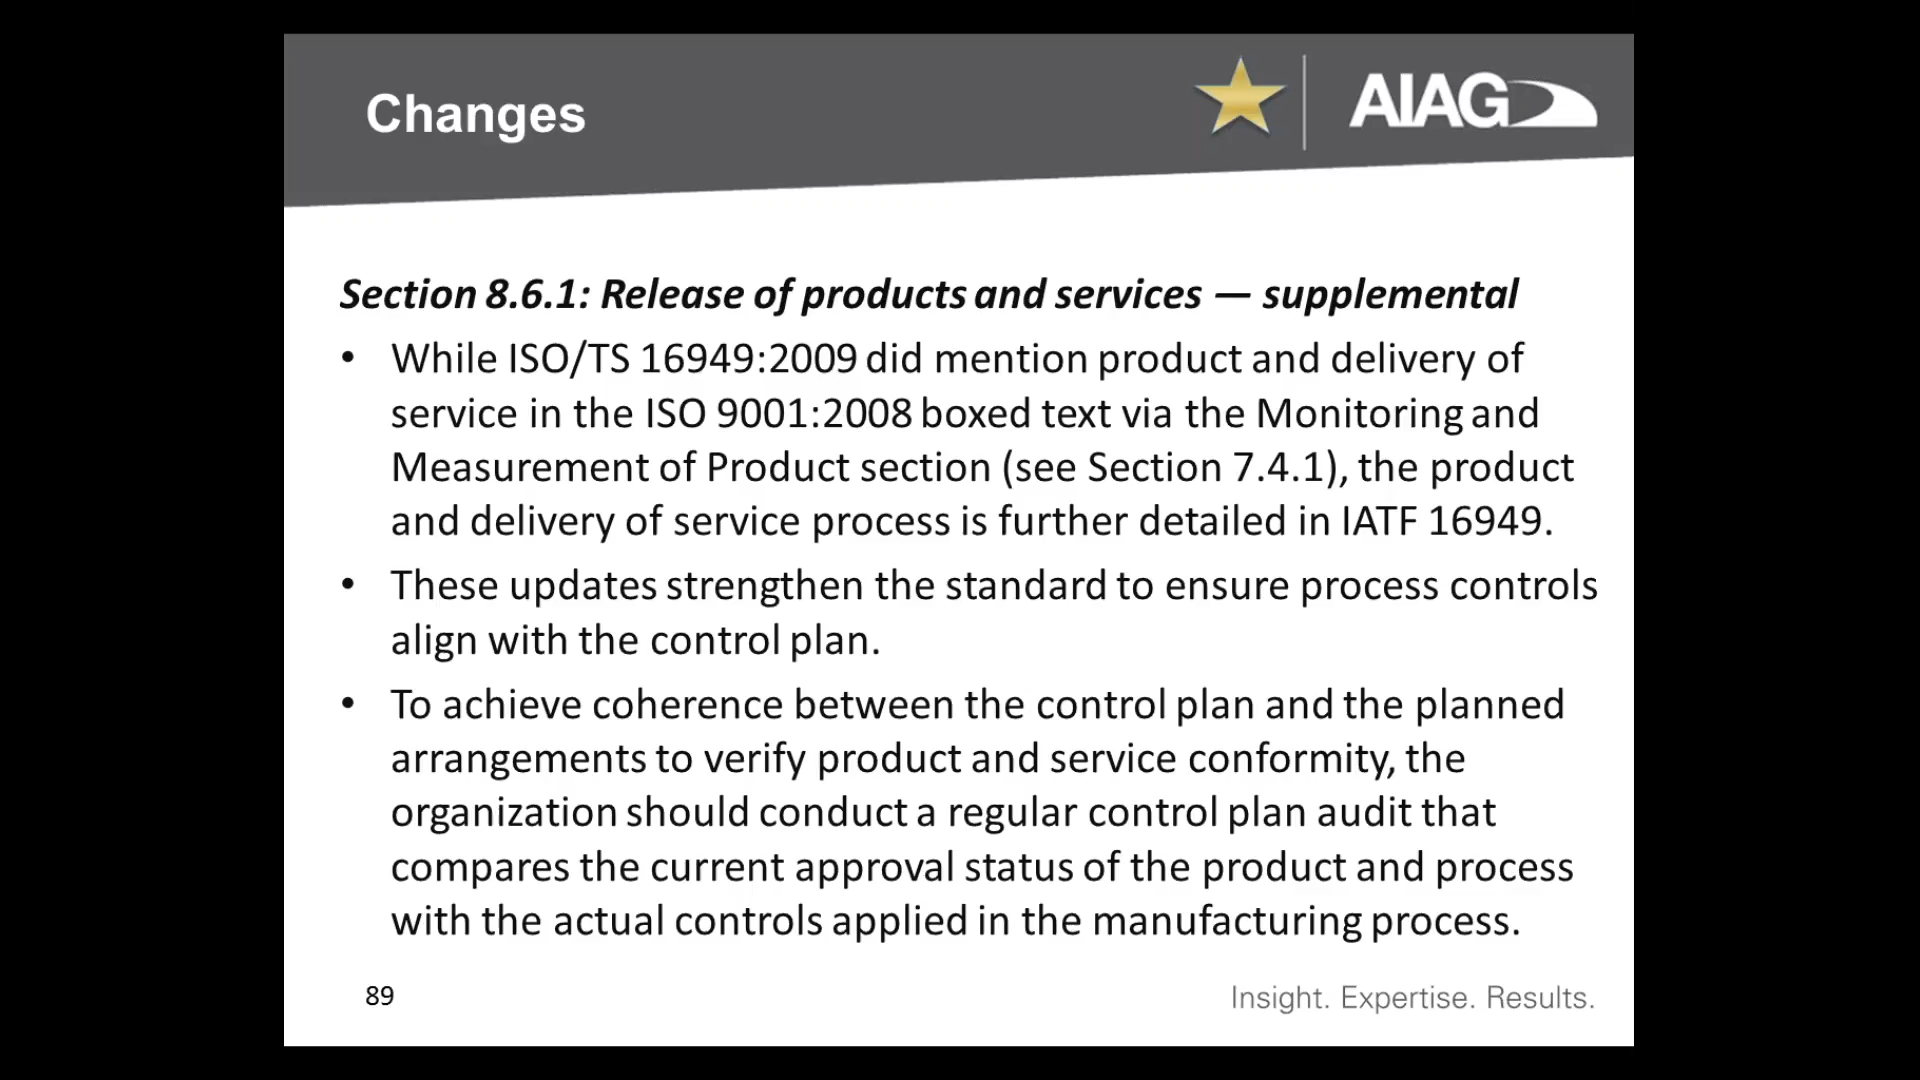 Changes
AIAG
Section 8.6.1: Release of products and services — supplemental
• While ISO/TS 16949:2009 did mention product and delivery of
service in the ISO 9001:2008 boxed text via the Monitoring and
Measurement of Product section (see Section 7.4.1), the product
and delivery of service process is further detailed in IATF 16949.
• These updates strengthen the standard to ensure process controls
align with the control plan.
• To achieve coherence between the control plan and the planned
arrangements to verify product and service conformity, the
organization should conduct a regular control plan audit that
compares the current approval status of the product and process
with the actual controls applied in the manufacturing process.
89
Insight. Expertise. Results.